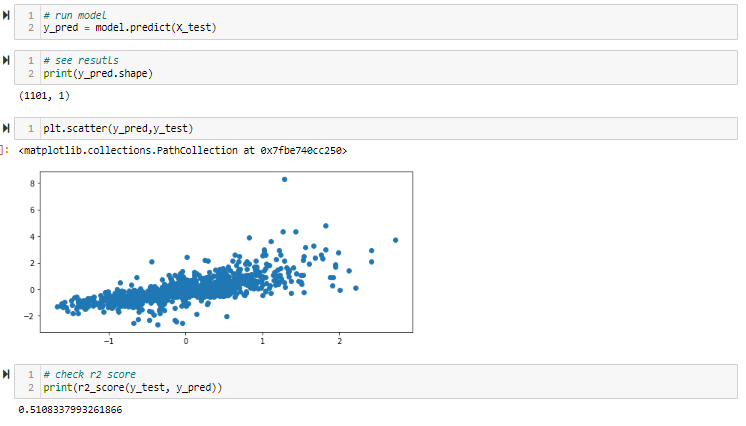 1 # run model
2 y_pred = model.predict(X_test)
1 # see resutls
2 print(y_pred.shape)
(1101, 1)
1 plt.scatter(y_pred,y_test)
]: <matplotlib.collections.PathCollection at 0x7fbe740cc250>
8
6
4
2
0
−2
−1 0 1 2
1 # check r2 score
2 print(r2_score(y_test, y_pred))
0.5108337993261866